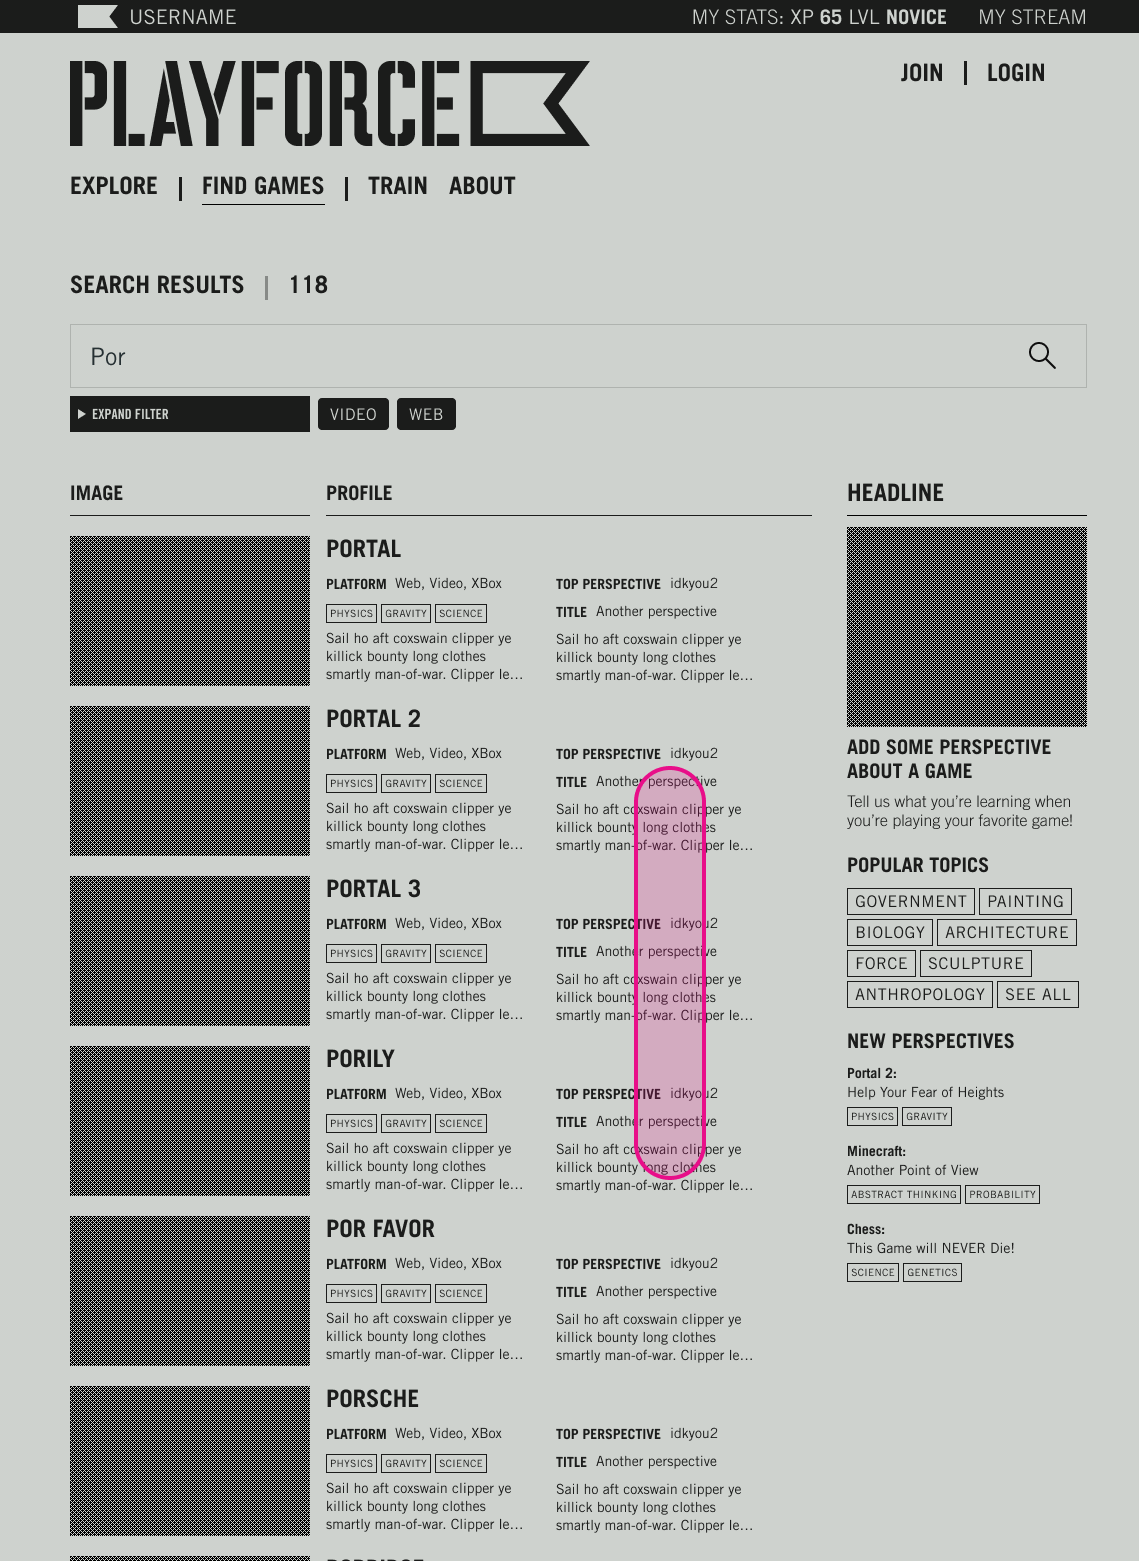 USERNAME
MY STATS: XP 65 LVL NOVICE MY STREAM
PLAYFORCE
JOIN | LOGIN
EXPLORE | FIND GAMES | TRAIN ABOUT
SEARCH RESULTS | 118
Por
EXPAND FILTER VIDEO WEB
IMAGE
PROFILE
PORTAL
PLATFORM Web, Video, XBox
PHYSICS GRAVITY SCIENCE
Sail ho aft coxswain clipper ye
killick bounty long clothes
smartly man-of-war. Clipper le...
TOP PERSPECTIVE idkyou2
TITLE Another perspective
Sail ho aft coxswain clipper ye
killick bounty long clothes
smartly man-of-war. Clipper le...
PORTAL 2
PLATFORM Web, Video, XBox
PHYSICS GRAVITY SCIENCE
Sail ho aft coxswain clipper ye
killick bounty long clothes
smartly man-of-war. Clipper le...
TOP PERSPECTIVE idkyou2
TITLE Another perspective
Sail ho aft coxswain clipper ye
killick bounty long clothes
smartly man-of-war. Clipper le...
PORTAL 3
PLATFORM Web, Video, XBox
PHYSICS GRAVITY SCIENCE
Sail ho aft coxswain clipper ye
killick bounty long clothes
smartly man-of-war. Clipper le...
TOP PERSPECTIVE idkyou2
TITLE Another perspective
Sail ho aft coxswain clipper ye
killick bounty long clothes
smartly man-of-war. Clipper le...
PORILY
PLATFORM Web, Video, XBox
PHYSICS GRAVITY SCIENCE
Sail ho aft coxswain clipper ye
killick bounty long clothes
smartly man-of-war. Clipper le...
TOP PERSPECTIVE idkyou2
TITLE Another perspective
Sail ho aft coxswain clipper ye
killick bounty long clothes
smartly man-of-war. Clipper le...
POR FAVOR
PLATFORM Web, Video, XBox
PHYSICS GRAVITY SCIENCE
Sail ho aft coxswain clipper ye
killick bounty long clothes
smartly man-of-war. Clipper le...
TOP PERSPECTIVE idkyou2
TITLE Another perspective
Sail ho aft coxswain clipper ye
killick bounty long clothes
smartly man-of-war. Clipper le...
PORSCHE
PLATFORM Web, Video, XBox
PHYSICS GRAVITY SCIENCE
Sail ho aft coxswain clipper ye
killick bounty long clothes
smartly man-of-war. Clipper le...
TOP PERSPECTIVE idkyou2
TITLE Another perspective
Sail ho aft coxswain clipper ye
killick bounty long clothes
smartly man-of-war. Clipper le...
HEADLINE
ADD SOME PERSPECTIVE
ABOUT A GAME
Tell us what you're learning when
you're playing your favorite game!
POPULAR TOPICS
GOVERNMENT PAINTING
BIOLOGY ARCHITECTURE
FORCE SCULPTURE
ANTHROPOLOGY SEE ALL
NEW PERSPECTIVES
Portal 2:
Help Your Fear of Heights
PHYSICS GRAVITY
Minecraft:
Another Point of View
ABSTRACT THINKING PROBABILITY
Chess:
This Game will NEVER Die!
SCIENCE GENETICS